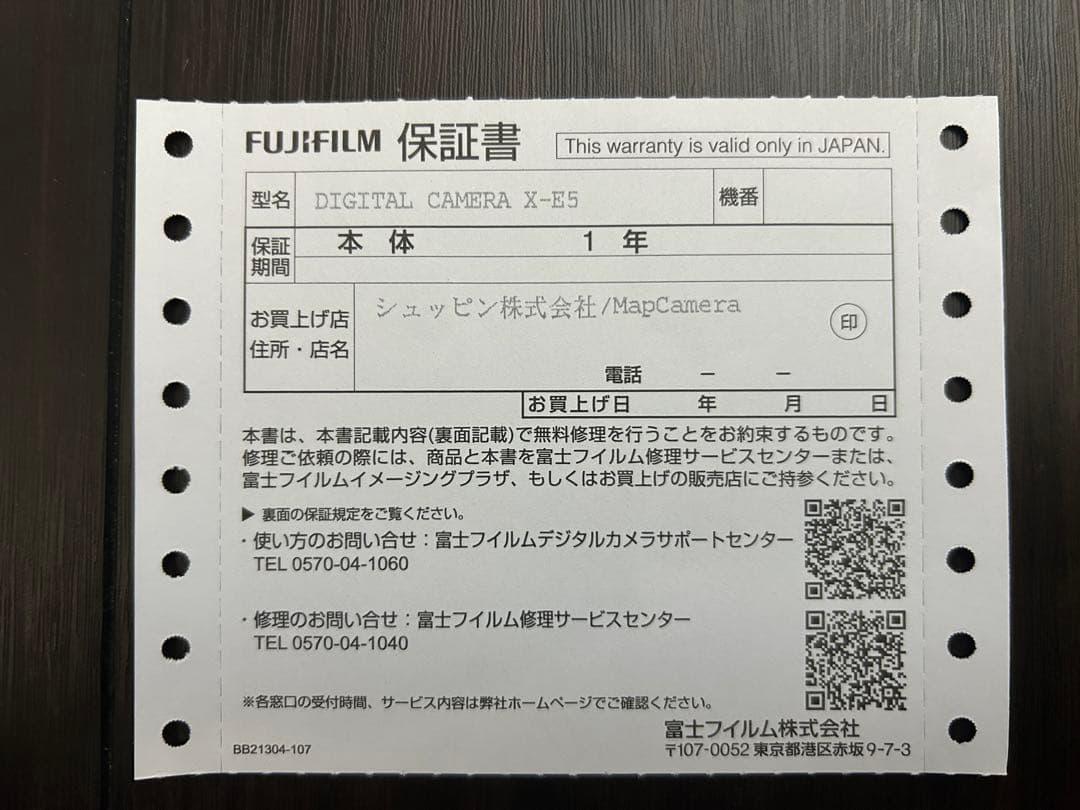 FUJIFILM 保証書 This warranty is valid only in JAPAN.
型名 DIGITAL CAMERA X-E5 機番
保証期間 本体 1年
お買上げ店 シュッピン株式会社/MapCamera
住所・店名 印
電話 － －
お買上げ日 年 月 日
本書は、本書記載内容(裏面記載)で無料修理を行うことをお約束するものです。
修理ご依頼の際には、商品と本書を富士フイルム修理サービスセンターまたは、
富士フイルムイメージングプラザ、もしくはお買上げの販売店にご持参ください。
▶ 裏面の保証規定をご覧ください。
・使い方のお問い合せ：富士フイルムデジタルカメラサポートセンター
TEL 0570-04-1060
・修理のお問い合せ：富士フイルム修理サービスセンター
TEL 0570-04-1040
※各窓口の受付時間、サービス内容は弊社ホームページでご確認ください。
富士フイルム株式会社
BB21304-107 〒107-0052 東京都港区赤坂9-7-3